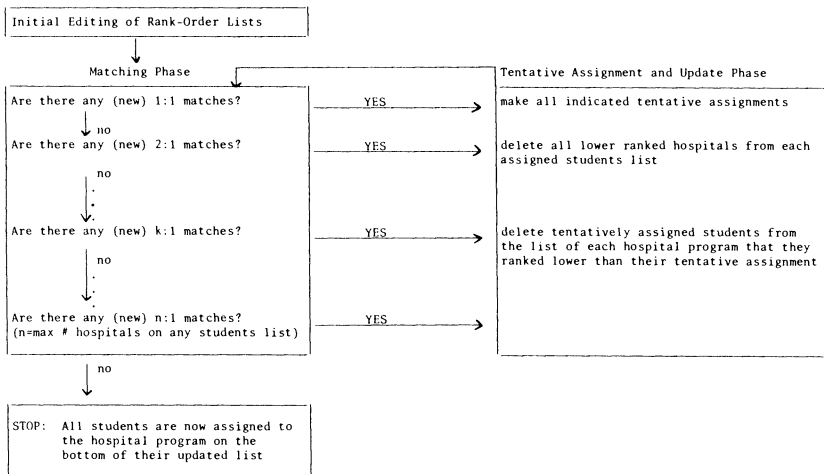 Initial Editing of Rank-Order Lists
Matching Phase
Are there any (new) 1:1 matches?
no
Are there any (new) 2:1 matches?
no
Are there any (new) k:1 matches?
no
Are there any (new) n:1 matches?
(n=max # hospitals on any students list)
no
STOP: All students are now assigned to
the hospital program on the
bottom of their updated list
YES
YES
YES
YES
Tentative Assignment and Update Phase
make all indicated tentative assignments
delete all lower ranked hospitals from each
assigned students list
delete tentatively assigned students from
the list of each hospital program that they
ranked lower than their tentative assignment